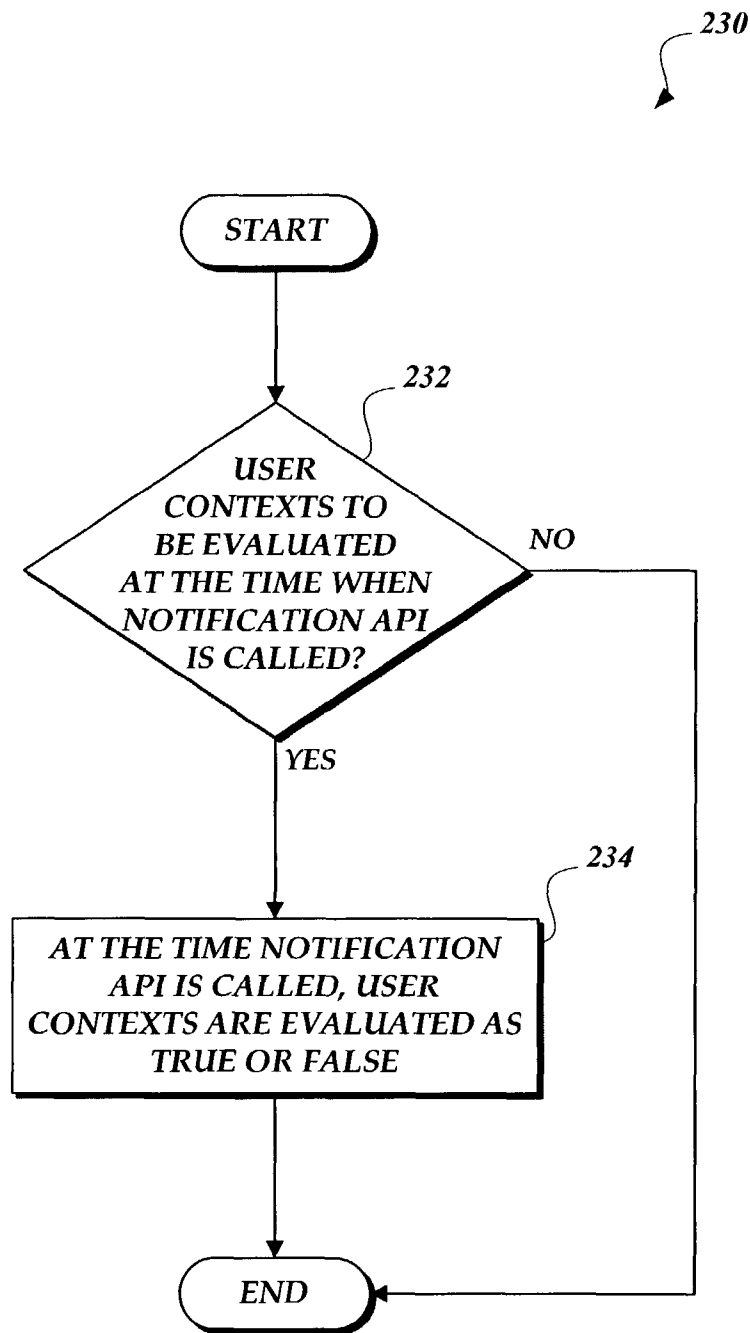 230
START
232
USER
CONTEXTS TO
BE EVALUATED
AT THE TIME WHEN
NOTIFICATION API
IS CALLED?
NO
YES
234
AT THE TIME NOTIFICATION
API IS CALLED, USER
CONTEXTS ARE EVALUATED AS
TRUE OR FALSE
END